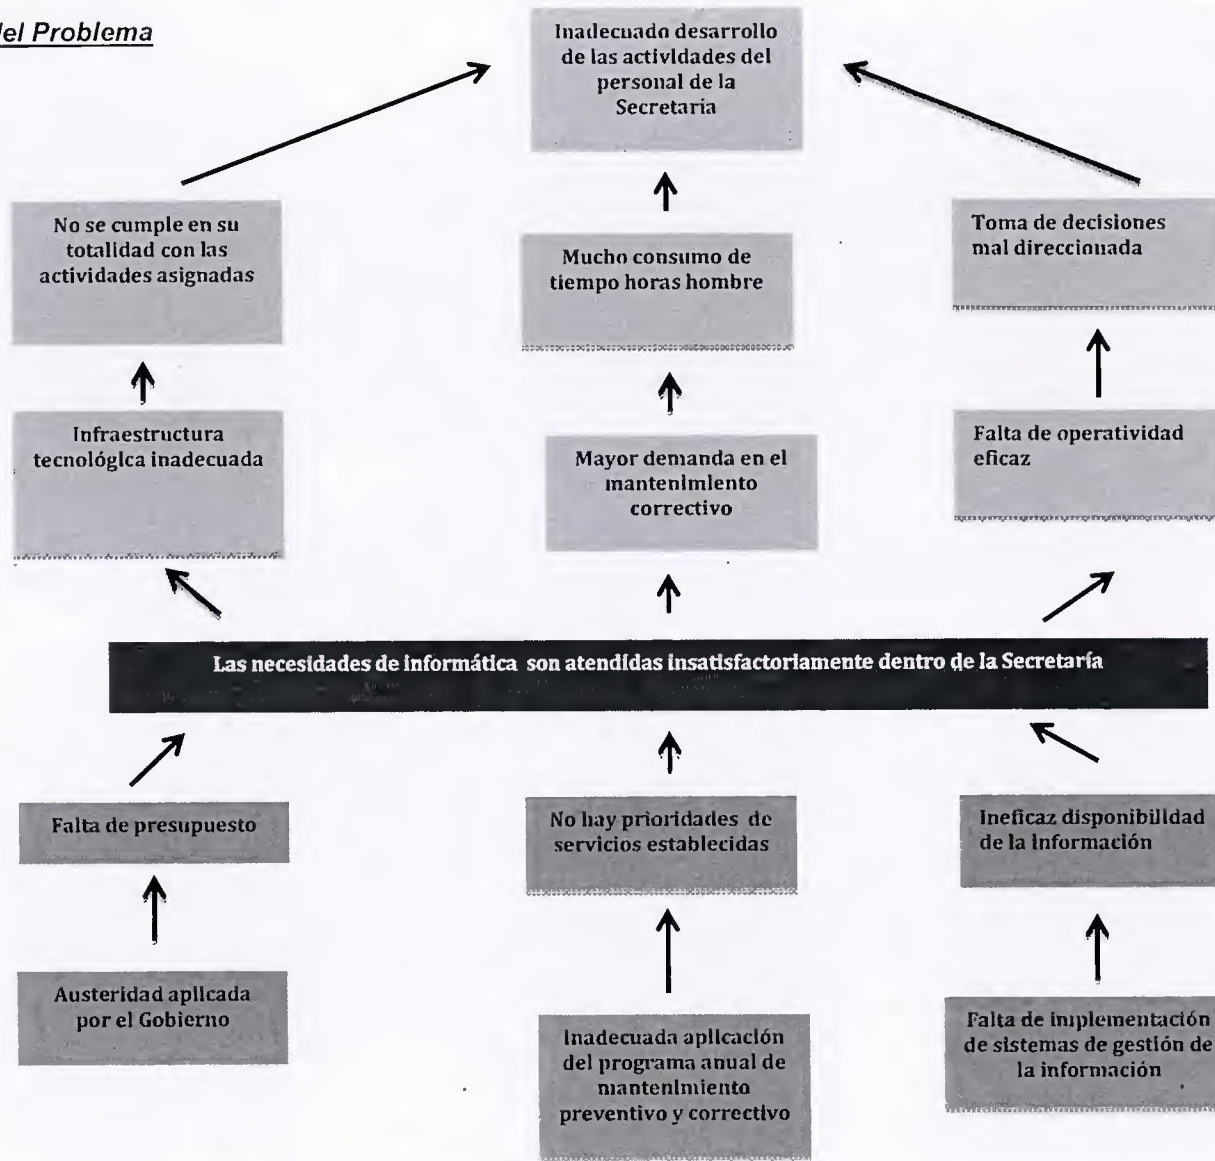 del Problema
Inadecuado desarrollo
de las actividades del
personal de la
Secretaria
No se cumple en su
totalidad con las
actividades asignadas
Mucho consumo de
tiempo horas hombre
Toma de decisiones
mal direccionada
Infraestructura
tecnológica inadecuada
Mayor demanda en el
mantenimiento
correctivo
Falta de operatividad
eficaz
Las necesidades de informática son atendidas insatisfactoriamente dentro de la Secretaría
Falta de presupuesto
No hay prioridades de
servicios establecidas
Ineficaz disponibilidad
de la información
Austeridad aplicada
por el Gobierno
Inadecuada aplicación
del programa anual de
mantenimiento
preventivo y correctivo
Falta de implementación
de sistemas de gestión de
la información